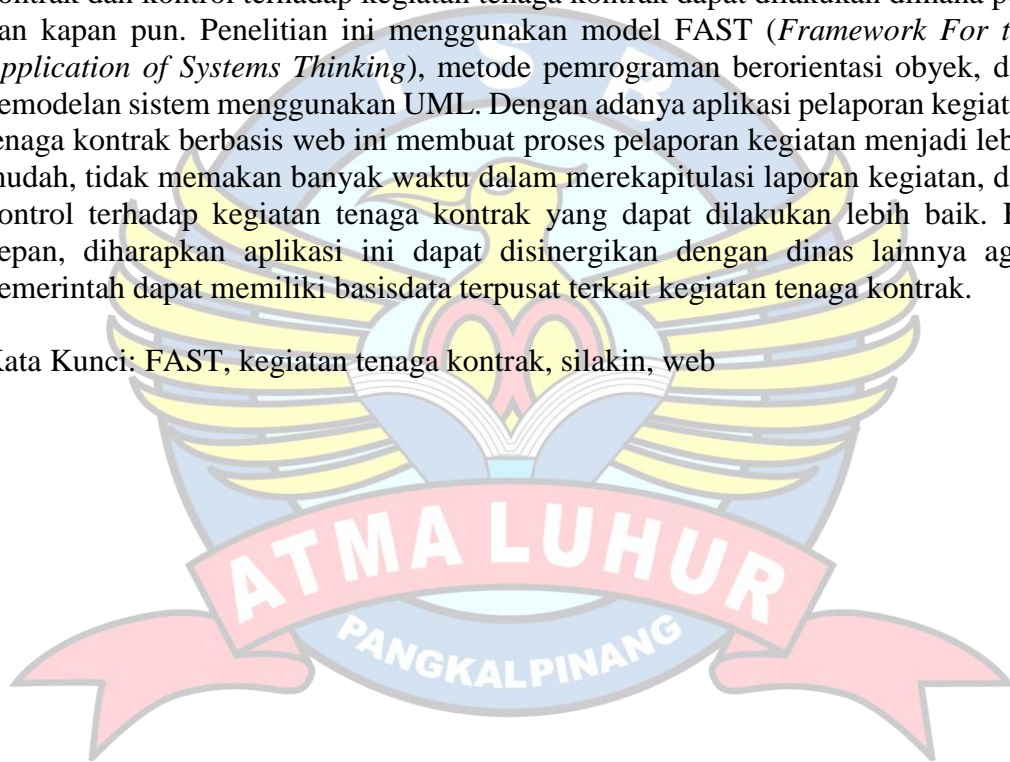 kontrak dan kontrol terhadap kegiatan tenaga kontrak dapat dilakukan dimana p
an kapan pun. Penelitian ini menggunakan model FAST (Framework For t
pplication of Systems Thinking), metode pemrograman berorientasi obyek, d
emodelan sistem menggunakan UML. Dengan adanya aplikasi pelaporan kegiat
enaga kontrak berbasis web ini membuat proses pelaporan kegiatan menjadi leb
mudah, tidak memakan banyak waktu dalam merekapitulasi laporan kegiatan, d
ontrol terhadap kegiatan tenaga kontrak yang dapat dilakukan lebih baik. K
epan, diharapkan aplikasi ini dapat disinergikan dengan dinas lainnya ag
emerintah dapat memiliki basisdata terpusat terkait kegiatan tenaga kontrak.
Kata Kunci: FAST, kegiatan tenaga kontrak, silakin, web
I S B
ATMA LUHUR
PANGKALPINANG